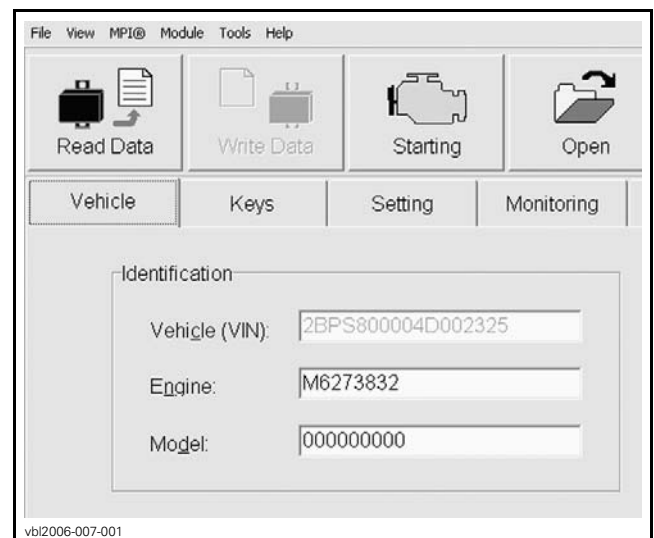 File View MPI® Module Tools Help
Read Data Write Data Starting Open
Vehicle Keys Setting Monitoring
Identification
Vehicle (VIN): 2BPS800004D002325
Engine: M6273832
Model: 000000000
vbl2006-007-001